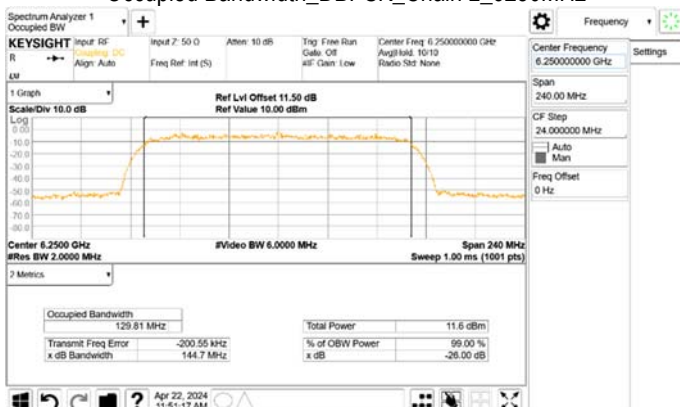 Spectrum Analyzer 1
Occupied BW
Frequency
KEYSIGHT
Input: RF
Coupling: DC
Align: Auto
Input Z: 50 Ω
Freq Ref: Int (S)
Atten: 10 dB
Trig: Free Run
Gate: Off
#IF Gain: Low
Center Freq: 6.250000000 GHz
Avg|Hold: 10/10
Radio Std: None
R
Center Frequency
6.250000000 GHz
Settings
Span
240.00 MHz
CF Step
24.000000 MHz
Auto
Man
Freq Offset
0 Hz
1 Graph
Scale/Div 10.0 dB
Ref Lvl Offset 11.50 dB
Ref Value 10.00 dBm
Log
0.00
-10.0
-20.0
-30.0
-40.0
-50.0
-60.0
-70.0
-80.0
Center 6.2500 GHz
#Res BW 2.0000 MHz
#Video BW 6.0000 MHz
Span 240 MHz
Sweep 1.00 ms (1001 pts)
2 Metrics
Occupied Bandwidth
129.81 MHz
Total Power 11.6 dBm
Transmit Freq Error -200.55 kHz
% of OBW Power 99.00 %
x dB Bandwidth 144.7 MHz
x dB -26.00 dB
?
Apr 22, 2024
11:51:17 AM